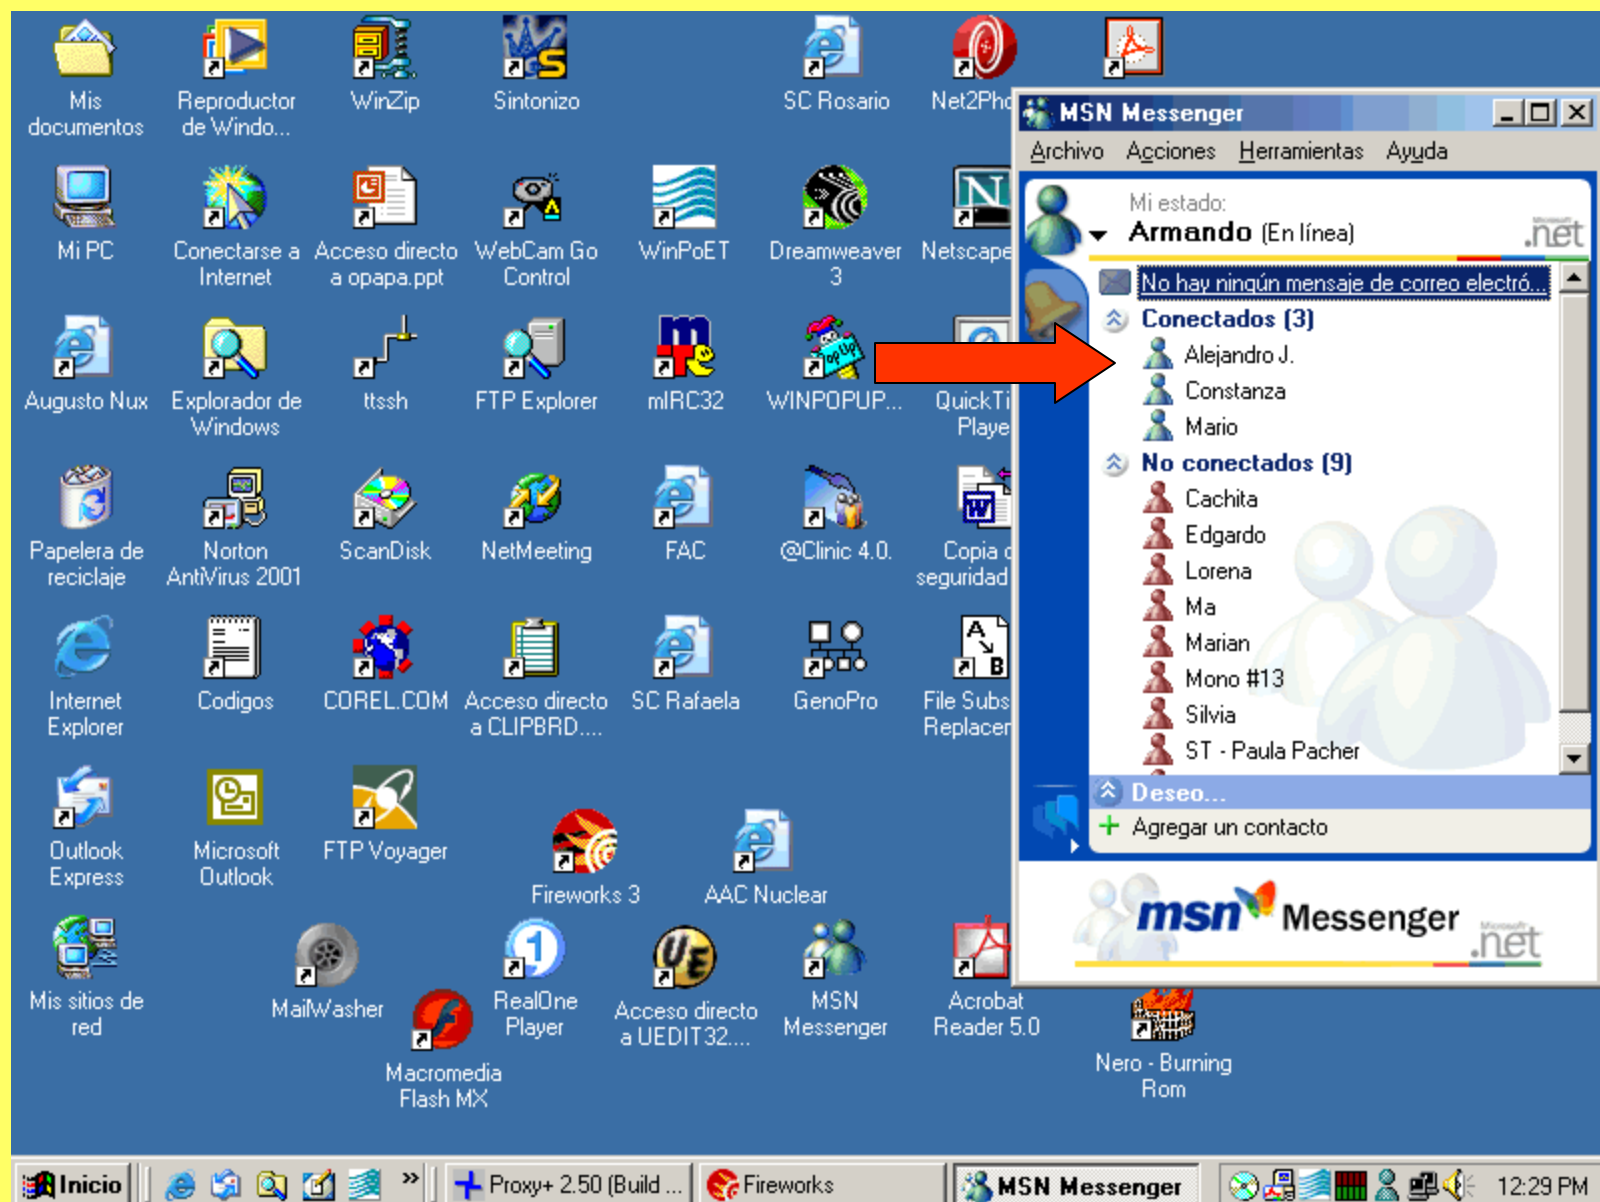 Mis
documentos
Reproductor
de Windo...
WinZip
Sintonizo
SC Rosario
Mi PC
Conectarse a
Internet
Acceso directo
a opapa.ppt
WebCam Go
Control
WinPoET
Dreamweaver
3
Netscape
Augusto Nux
Explorador de
Windows
ttssh
FTP Explorer
mIRC32
WINPOPUP...
Papelera de
reciclaje
Norton
AntiVirus 2001
ScanDisk
NetMeeting
FAC
@Clinic 4.0.
Copia
seguridad
Internet
Explorer
Codigos
COREL.COM
Acceso directo
a CLIPBRD....
SC Rafaela
GenoPro
File Subs
Replacer
Outlook
Express
Microsoft
Outlook
FTP Voyager
Fireworks 3
AAC Nuclear
Mis sitios de
red
MailWasher
Macromedia
Flash MX
RealOne
Player
Acceso directo
a UEDIT32....
MSN
Messenger
Acrobat
Reader 5.0
Nero - Burning
Rom
MSN Messenger
Archivo Acciones Herramientas Ayuda
Mi estado:
Armando (En línea)
Microsoft
.net
No hay ningún mensaje de correo electró...
Conectados (3)
Alejandro J.
Constanza
Mario
No conectados (9)
Cachita
Edgardo
Lorena
Ma
Marian
Mono #13
Silvia
ST - Paula Pacher
Deseo...
Agregar un contacto
msn Messenger
Microsoft
.net
Inicio
Proxy+ 2.50 (Build ...
Fireworks
MSN Messenger
12:29 PM